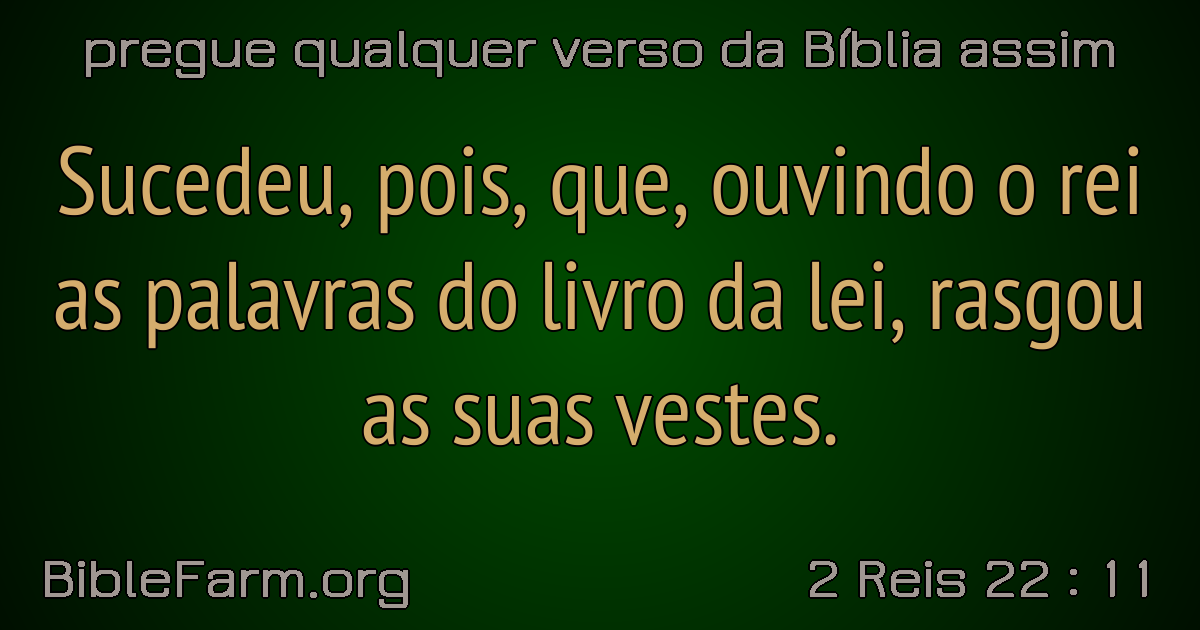 pregue qualquer verso da Bíblia assim
Sucedeu, pois, que, ouvindo o rei
as palavras do livro da lei, rasgou
as suas vestes.
BibleFarm.org
2 Reis 22 : 11